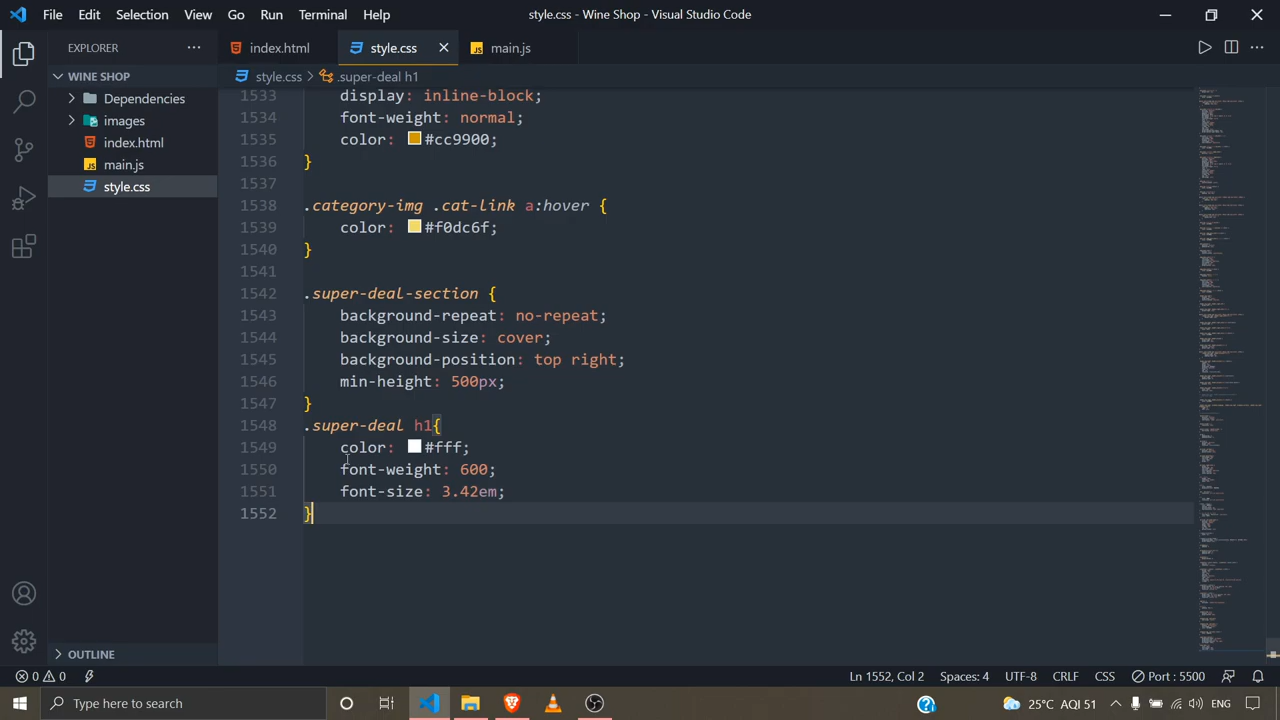 File Edit Selection View Go Run Terminal Help
style.css - Wine Shop - Visual Studio Code
EXPLORER
WINE SHOP
Dependencies
images
index.html
main.js
style.css
OUTLINE
index.html
style.css
main.js
style.css > .super-deal h1
1533 display: inline-block;
1534 font-weight: normal;
1535 color: #cc9900;
1536 }
1537
1538 .category-img .cat-link a:hover {
1539 color: #f0dc6f;
1540 }
1541
1542 .super-deal-section {
1543 background-repeat: no-repeat;
1544 background-size: cover;
1545 background-position: top right;
1546 min-height: 500px;
1547 }
1548 .super-deal h1{
1549 color: #fff;
1550 font-weight: 600;
1551 font-size: 3.42em;
1552 }
0 0
Ln 1552, Col 2 Spaces: 4 UTF-8 CRLF CSS Port : 5500
Type here to search
25°C AQI 51 ENG